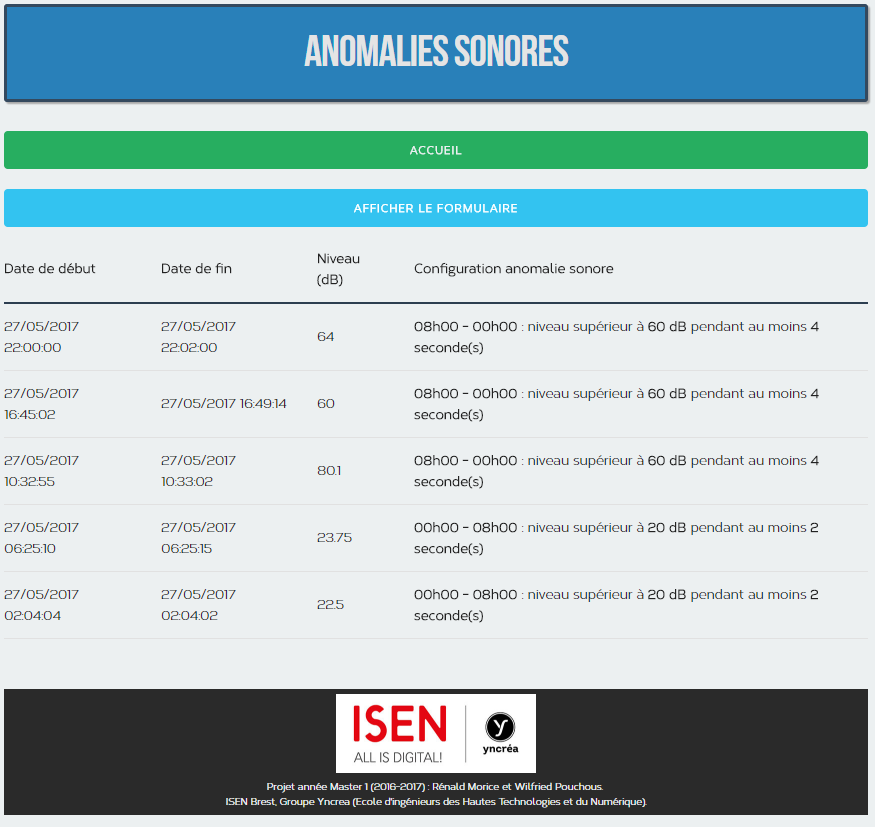 ANOMALIES SONORES
ACCUEIL
AFFICHER LE FORMULAIRE
Date de début
Date de fin
Niveau
(dB)
Configuration anomalie sonore
27/05/2017
22:00:00
27/05/2017
22:02:00
64
08h00 - 00h00 : niveau supérieur à 60 dB pendant au moins 4
seconde(s)
27/05/2017
16:45:02
27/05/2017 16:49:14
60
08h00 - 00h00 : niveau supérieur à 60 dB pendant au moins 4
seconde(s)
27/05/2017
10:32:55
27/05/2017
10:33:02
80.1
08h00 - 00h00 : niveau supérieur à 60 dB pendant au moins 4
seconde(s)
27/05/2017
06:25:10
27/05/2017
06:25:15
23.75
00h00 - 08h00 : niveau supérieur à 20 dB pendant au moins 2
seconde(s)
27/05/2017
02:04:04
27/05/2017
02:04:02
22.5
00h00 - 08h00 : niveau supérieur à 20 dB pendant au moins 2
seconde(s)
ISEN
ALL IS DIGITAL!
yncréa
Projet année Master 1 (2016-2017) : Rénald Morice et Wilfried Pouchous.
ISEN Brest, Groupe Yncrea (Ecole d'ingénieurs des Hautes Technologies et du Numérique).